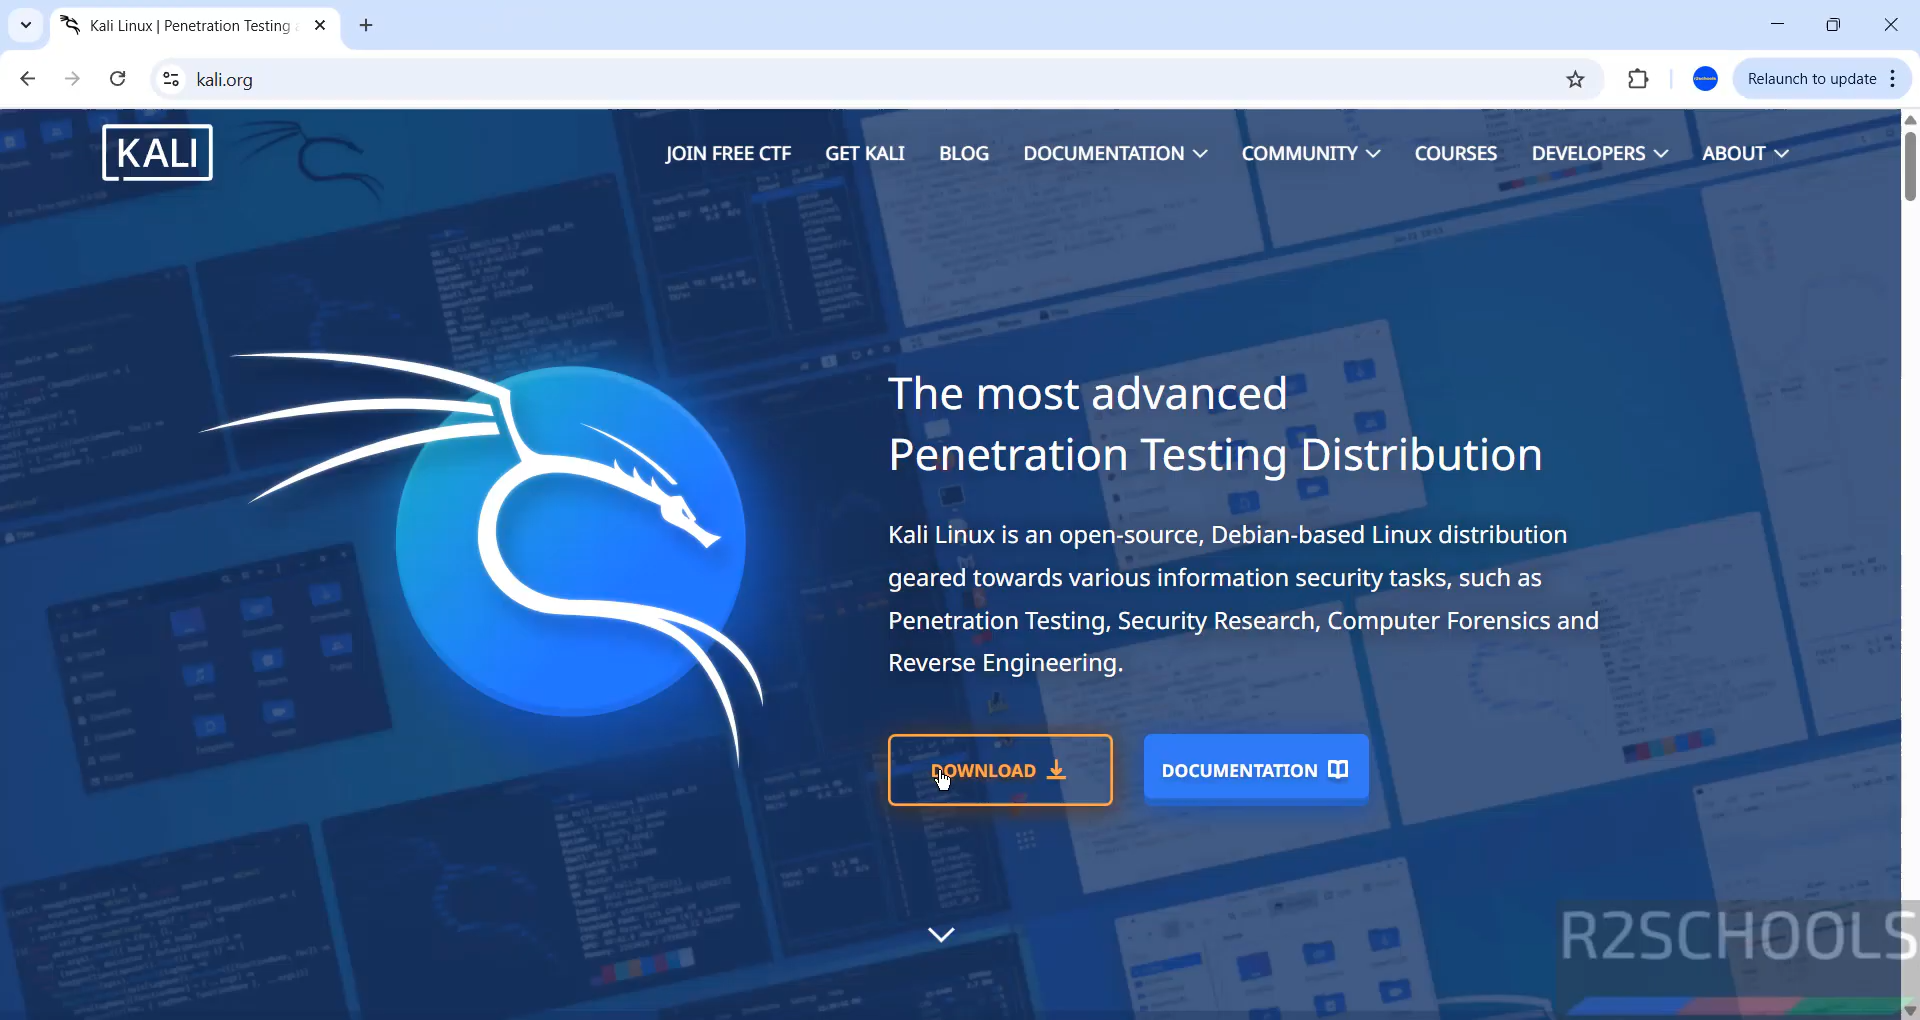 Kali Linux | Penetration Testing
kali.org
Relaunch to update
KALI
JOIN FREE CTF
GET KALI
BLOG
DOCUMENTATION
COMMUNITY
COURSES
DEVELOPERS
ABOUT
The most advanced
Penetration Testing Distribution
Kali Linux is an open-source, Debian-based Linux distribution
geared towards various information security tasks, such as
Penetration Testing, Security Research, Computer Forensics and
Reverse Engineering.
DOWNLOAD
DOCUMENTATION
R2SCHOOLS